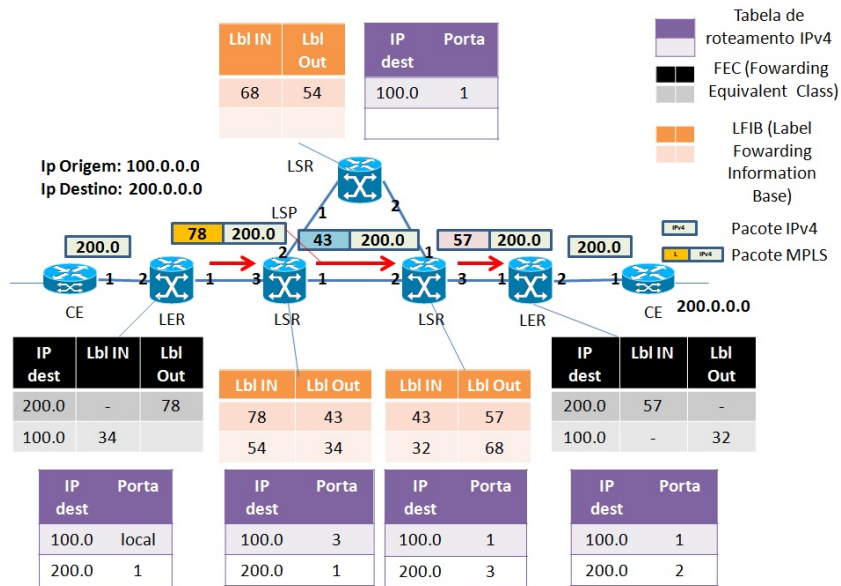 Lbl IN Lbl Out
68 54
IP dest Porta
100.0 1
Tabela de
roteamento IPv4
FEC (Fowarding
Equivalent Class)
LFIB (Label
Fowarding
Information
Base)
IPv4 Pacote IPv4
L IPv4 Pacote MPLS
Ip Origem: 100.0.0.0
Ip Destino: 200.0.0.0
LSR
LSP
1 2
200.0
78 200.0
2
43 200.0
1
57 200.0
200.0
1 2 1 3 1 2 3 1 2 1
CE LER LSR LSR LER CE
200.0.0.0
IP dest Lbl IN Lbl Out
200.0 - 78
100.0 34
Lbl IN Lbl Out
78 43
54 34
Lbl IN Lbl Out
43 57
32 68
IP dest Lbl IN Lbl Out
200.0 57 -
100.0 - 32
IP dest Porta
100.0 local
200.0 1
IP dest Porta
100.0 3
200.0 1
IP dest Porta
100.0 1
200.0 3
IP dest Porta
100.0 1
200.0 2